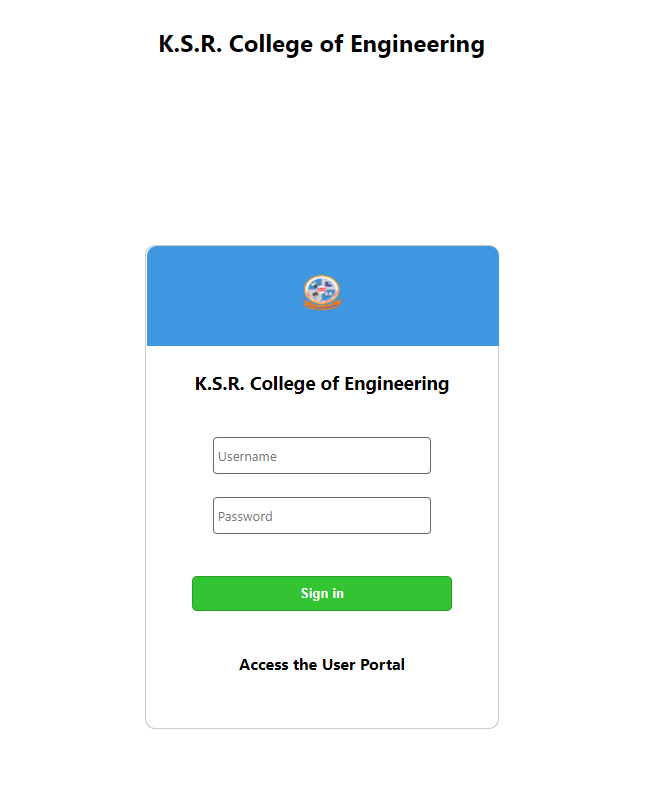 K.S.R. College of Engineering
K.S.R. College of Engineering
Username
Password
Sign in
Access the User Portal